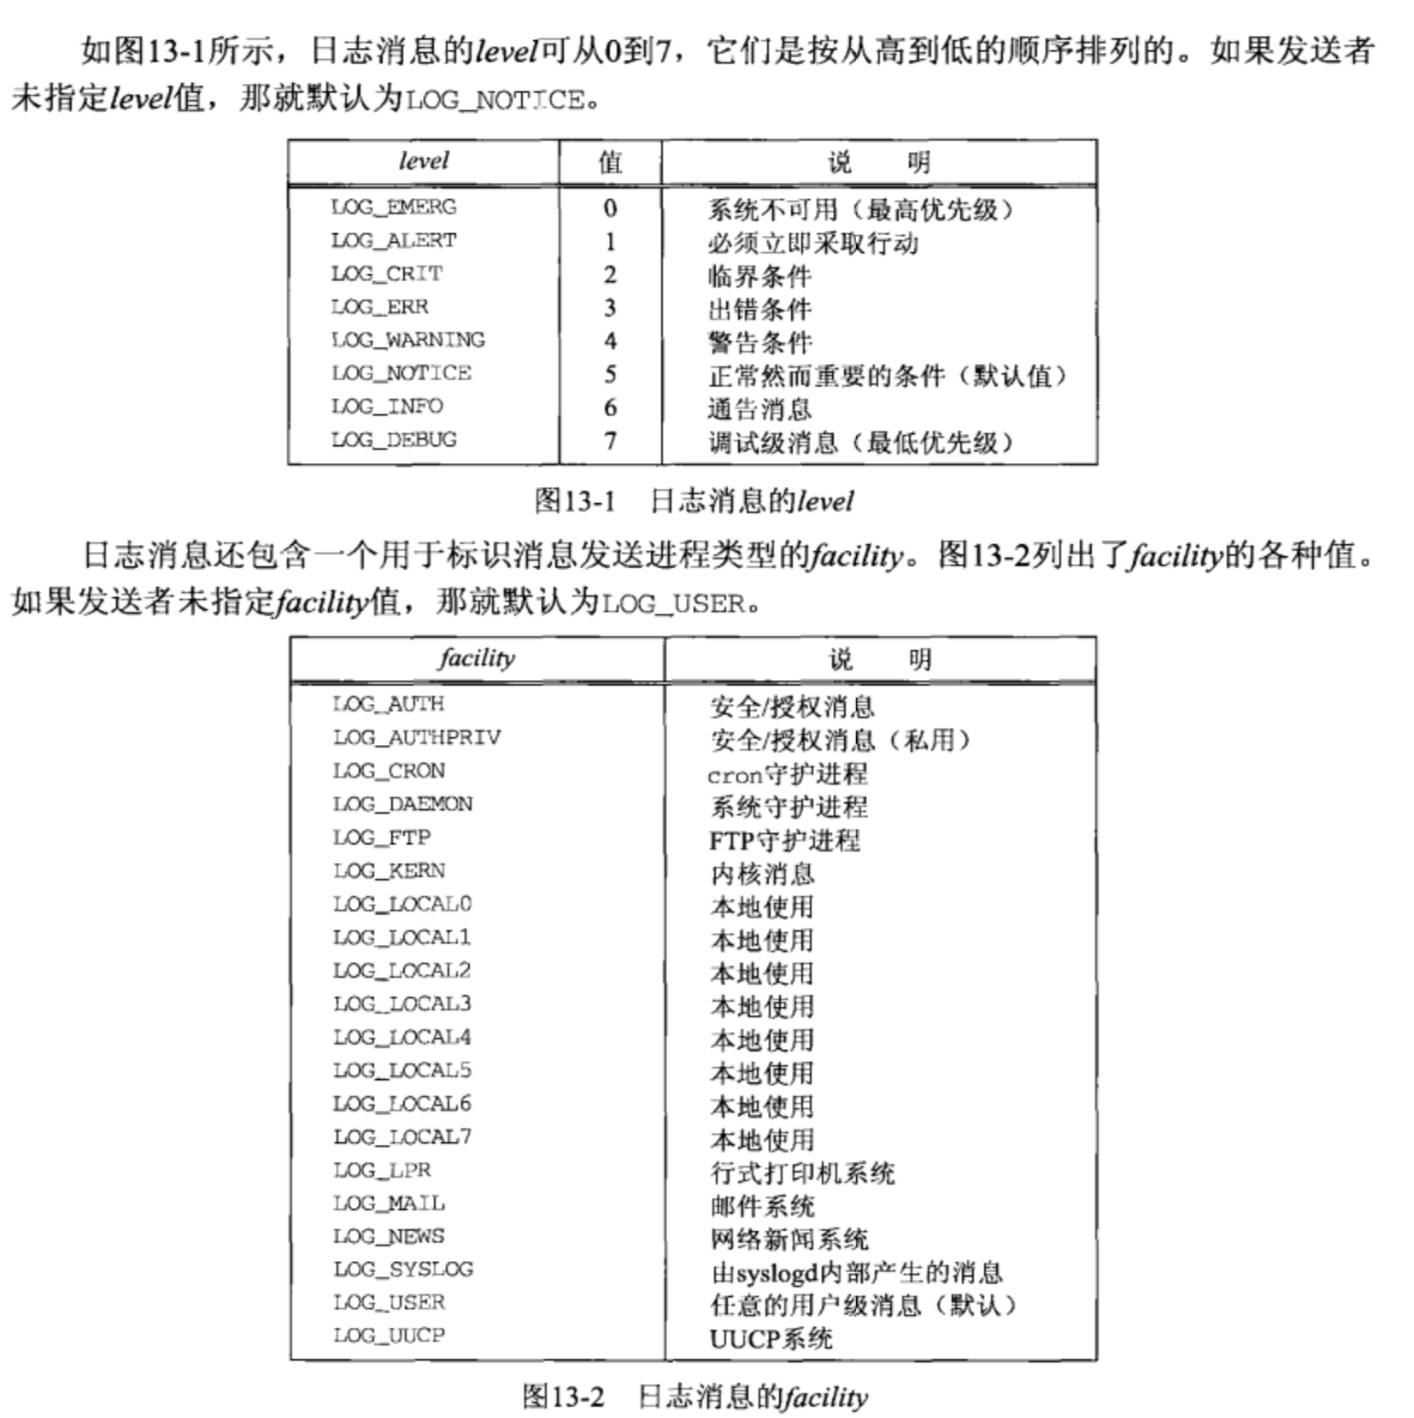 如图13-1所示，日志消息的level可从0到7，它们是按从高到低的顺序排列的。如果发送者
未指定level值，那就默认为LOG_NOTICE。
level 值 说 明
LOG_EMERG 0 系统不可用（最高优先级）
LOG_ALERT 1 必须立即采取行动
LOG_CRIT 2 临界条件
LOG_ERR 3 出错条件
LOG_WARNING 4 警告条件
LOG_NOTICE 5 正常然而重要的条件（默认值）
LOG_INFO 6 通告消息
LOG_DEBUG 7 调试级消息（最低优先级）
图13-1 日志消息的level
日志消息还包含一个用于标识消息发送进程类型的facility。图13-2列出了facility的各种值。
如果发送者未指定facility值，那就默认为LOG_USER。
facility 说 明
LOG_AUTH 安全/授权消息
LOG_AUTHPRIV 安全/授权消息（私用）
LOG_CRON cron守护进程
LOG_DAEMON 系统守护进程
LOG_FTP FTP守护进程
LOG_KERN 内核消息
LOG_LOCAL0 本地使用
LOG_LOCAL1 本地使用
LOG_LOCAL2 本地使用
LOG_LOCAL3 本地使用
LOG_LOCAL4 本地使用
LOG_LOCAL5 本地使用
LOG_LOCAL6 本地使用
LOG_LOCAL7 本地使用
LOG_LPR 行式打印机系统
LOG_MAIL 邮件系统
LOG_NEWS 网络新闻系统
LOG_SYSLOG 由syslogd内部产生的消息
LOG_USER 任意的用户级消息（默认）
LOG_UUCP UUCP系统
图13-2 日志消息的facility